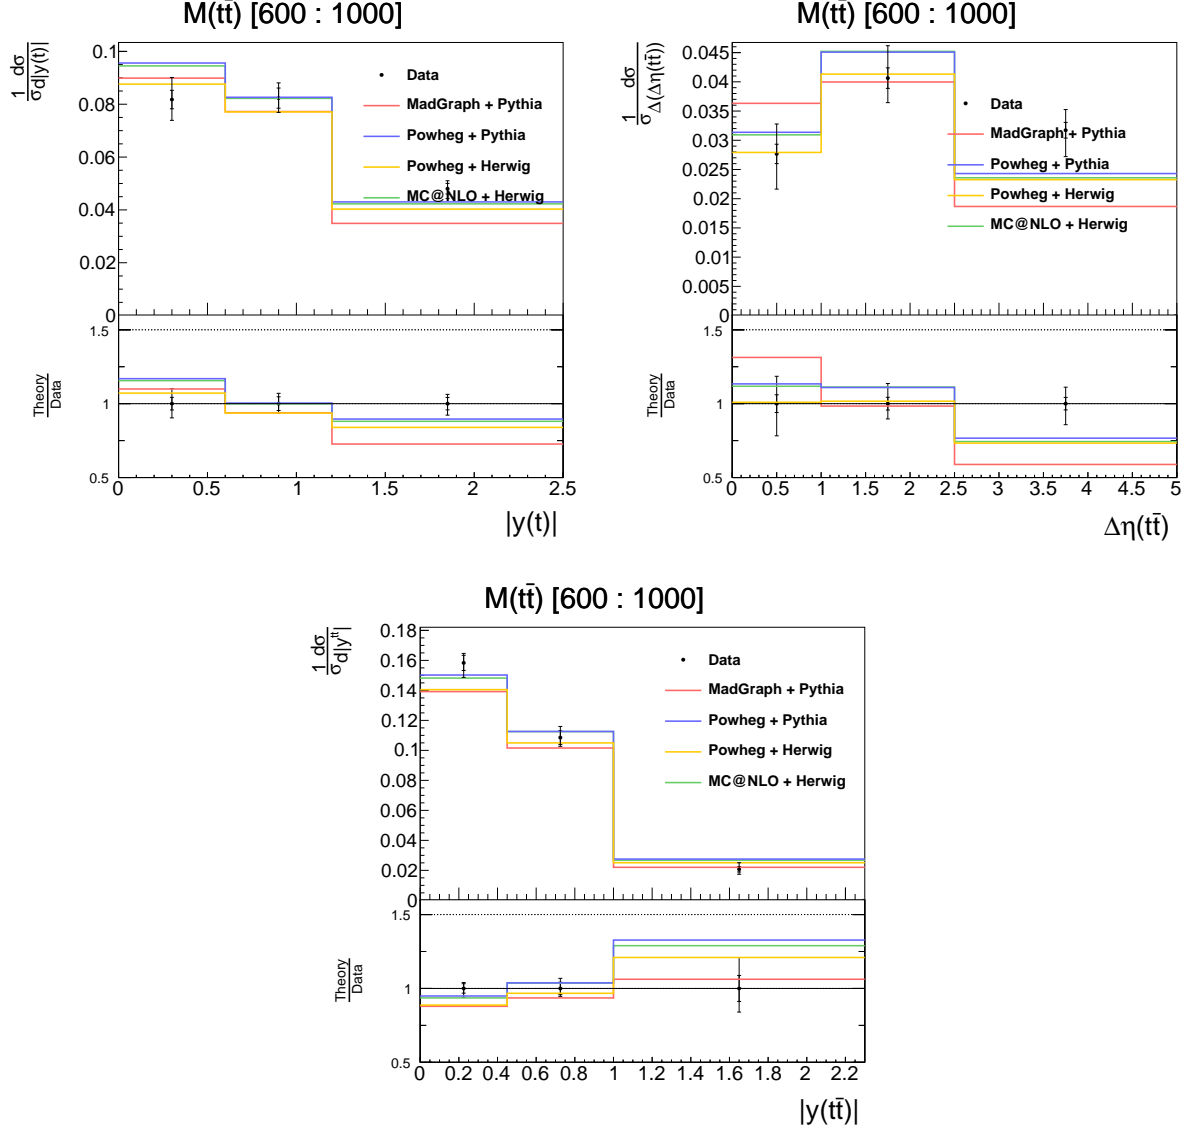 M(tt̄) [600 : 1000]
1 dσ
σ d|y(t)|
0.1
0.08
0.06
0.04
0.02
0
Data
MadGraph + Pythia
Powheg + Pythia
Powheg + Herwig
MC@NLO + Herwig
Theory
Data
1.5
1
0.5
0 0.5 1 1.5 2 2.5
|y(t)|
M(tt̄) [600 : 1000]
1 dσ
σ Δ(Δη(tt̄))
0.045
0.04
0.035
0.03
0.025
0.02
0.015
0.01
0.005
0
Data
MadGraph + Pythia
Powheg + Pythia
Powheg + Herwig
MC@NLO + Herwig
Theory
Data
1.5
1
0.5
0 0.5 1 1.5 2 2.5 3 3.5 4 4.5 5
Δη(tt̄)
M(tt̄) [600 : 1000]
1 dσ
σ d|y^tt|
0.18
0.16
0.14
0.12
0.1
0.08
0.06
0.04
0.02
0
Data
MadGraph + Pythia
Powheg + Pythia
Powheg + Herwig
MC@NLO + Herwig
Theory
Data
1.5
1
0.5
0 0.2 0.4 0.6 0.8 1 1.2 1.4 1.6 1.8 2 2.2
|y(tt̄)|